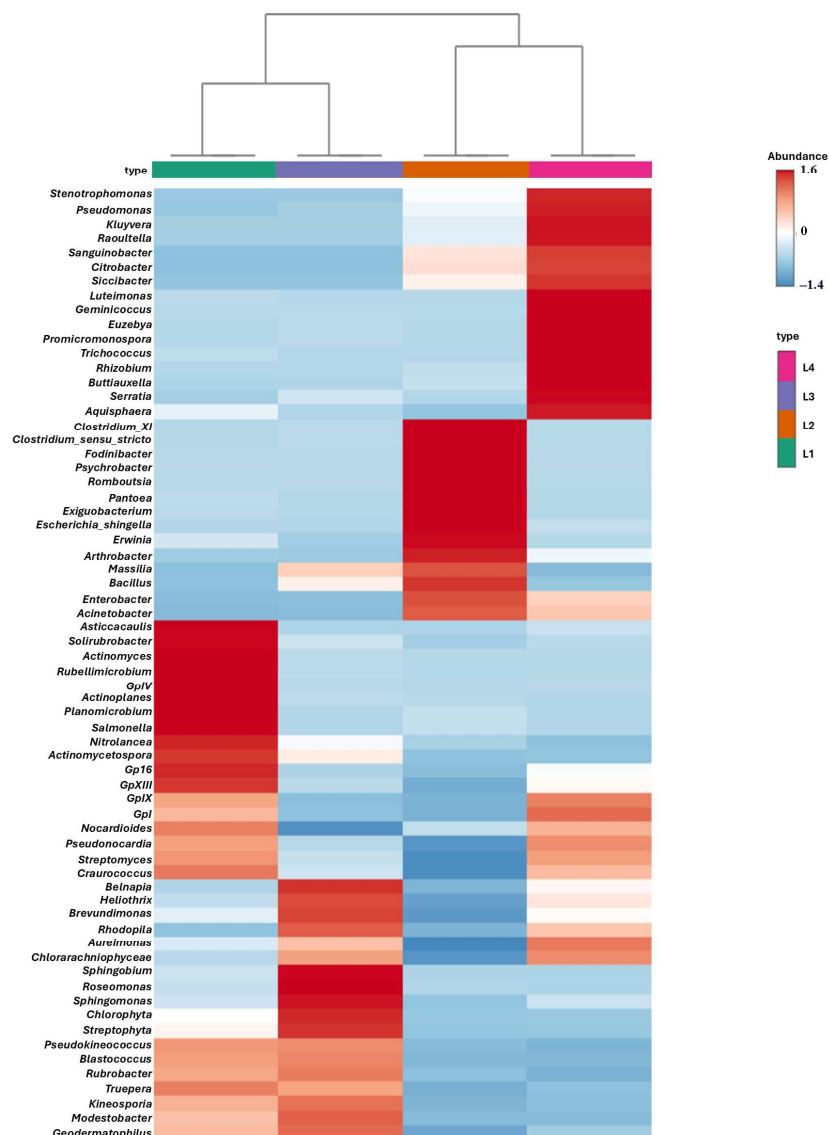 type
Stenotrophomonas
Pseudomonas
Kluyvera
Raoultella
Sanguinobacter
Citrobacter
Siccibacter
Luteimonas
Geminicoccus
Euzebya
Promicromonospora
Trichococcus
Rhizobium
Buttiauxella
Serratia
Aquisphaera
Clostridium_XI
Clostridium_sensu_stricto
Fodinibacter
Psychrobacter
Romboutsia
Pantoea
Exiguobacterium
Escherichia_shingella
Erwinia
Arthrobacter
Massilia
Bacillus
Enterobacter
Acinetobacter
Asticcacaulis
Solirubrobacter
Actinomyces
Rubellimicrobium
GpIV
Actinoplanes
Planomicrobium
Salmonella
Nitrolancea
Actinomycetospora
Gp16
GpXIII
GpIX
GpI
Nocardioides
Pseudonocardia
Streptomyces
Craurococcus
Belnapia
Heliothrix
Brevundimonas
Rhodopila
Aureimonas
Chlorarachniophyceae
Sphingobium
Roseomonas
Sphingomonas
Chlorophyta
Streptophyta
Pseudokineococcus
Blastococcus
Rubrobacter
Truepera
Kineosporia
Modestobacter
Geodermatophilus
Abundance
1.6
0
−1.4
type
L4
L3
L2
L1